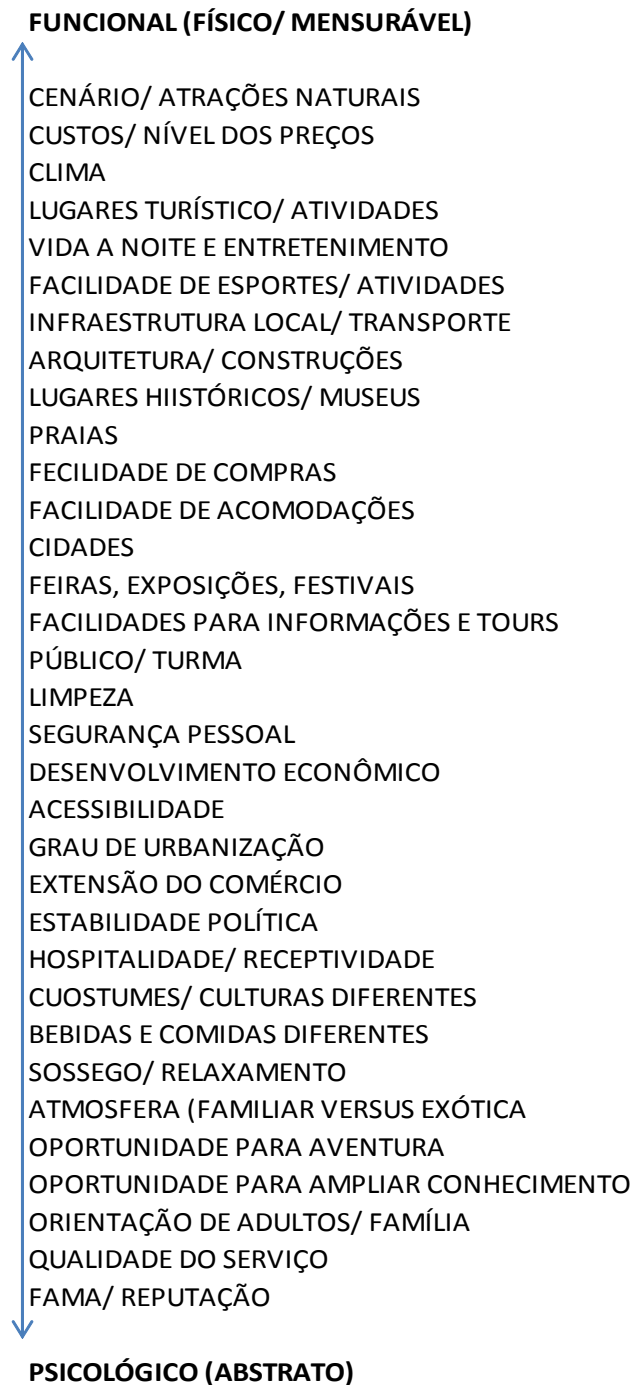 FUNCIONAL (FÍSICO/ MENSURÁVEL)
CENÁRIO/ ATRAÇÕES NATURAIS
CUSTOS/ NÍVEL DOS PREÇOS
CLIMA
LUGARES TURÍSTICO/ ATIVIDADES
VIDA A NOITE E ENTRETENIMENTO
FACILIDADE DE ESPORTES/ ATIVIDADES
INFRAESTRUTURA LOCAL/ TRANSPORTE
ARQUITETURA/ CONSTRUÇÕES
LUGARES HIISTÓRICOS/ MUSEUS
PRAIAS
FECILIDADE DE COMPRAS
FACILIDADE DE ACOMODAÇÕES
CIDADES
FEIRAS, EXPOSIÇÕES, FESTIVAIS
FACILIDADES PARA INFORMAÇÕES E TOURS
PÚBLICO/ TURMA
LIMPEZA
SEGURANÇA PESSOAL
DESENVOLVIMENTO ECONÔMICO
ACESSIBILIDADE
GRAU DE URBANIZAÇÃO
EXTENSÃO DO COMÉRCIO
ESTABILIDADE POLÍTICA
HOSPITALIDADE/ RECEPTIVIDADE
CUOSTUMES/ CULTURAS DIFERENTES
BEBIDAS E COMIDAS DIFERENTES
SOSSEGO/ RELAXAMENTO
ATMOSFERA (FAMILIAR VERSUS EXÓTICA
OPORTUNIDADE PARA AVENTURA
OPORTUNIDADE PARA AMPLIAR CONHECIMENTO
ORIENTAÇÃO DE ADULTOS/ FAMÍLIA
QUALIDADE DO SERVIÇO
FAMA/ REPUTAÇÃO
PSICOLÓGICO (ABSTRATO)